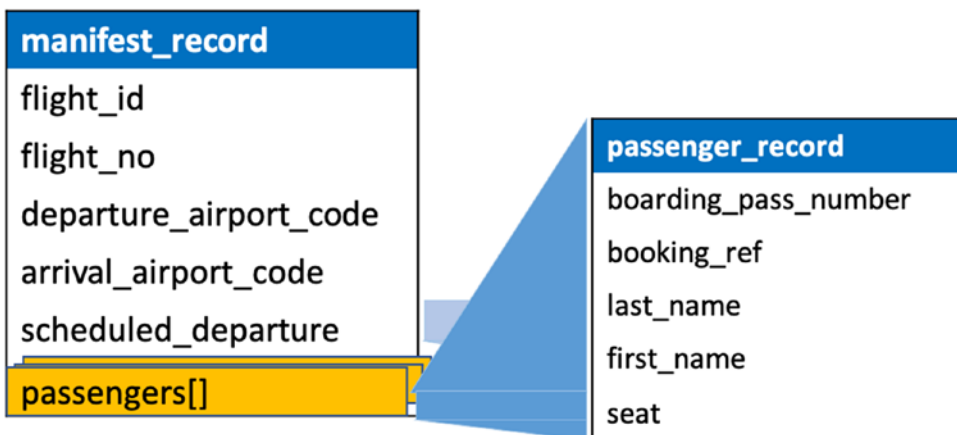 manifest_record
flight_id
flight_no
departure_airport_code
arrival_airport_code
scheduled_departure
passengers[]
passenger_record
boarding_pass_number
booking_ref
last_name
first_name
seat